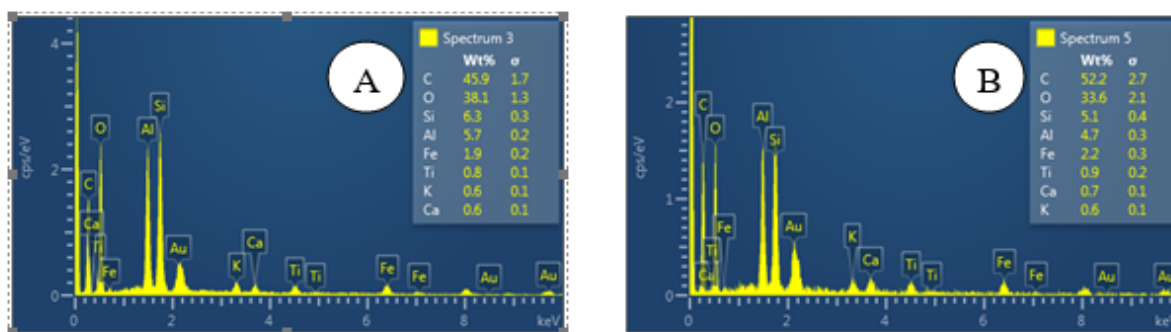 A
Spectrum 3
Wt% σ
C 45.9 1.7
O 38.1 1.3
Si 6.3 0.3
Al 5.7 0.2
Fe 1.9 0.2
Ti 0.8 0.1
K 0.6 0.1
Ca 0.6 0.1
cps/eV
4
2
0
Si
O
Al
C
Ca
Fe
Au
K
Ca
Ti
Ti
Fe
Fe
Au
Au
0 2 4 6 8 keV
B
Spectrum 5
Wt% σ
C 52.2 2.7
O 33.6 2.1
Si 5.1 0.4
Al 4.7 0.3
Fe 2.2 0.3
Ti 0.9 0.2
Ca 0.7 0.1
K 0.6 0.1
cps/eV
2
1
0
C
O
Al
Si
Ti
Fe
Ca
Au
K
Ca
Ti
Ti
Fe
Fe
Au
0 2 4 6 8 keV